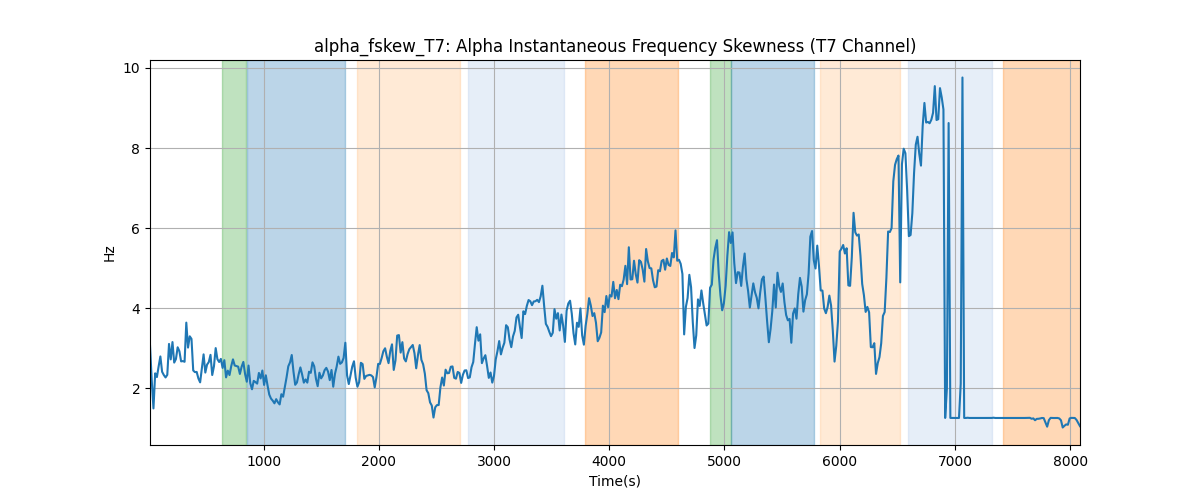 alpha_fskew_T7: Alpha Instantaneous Frequency Skewness (T7 Channel)
10
8
6
4
2
Hz
1000 2000 3000 4000 5000 6000 7000 8000
Time(s)